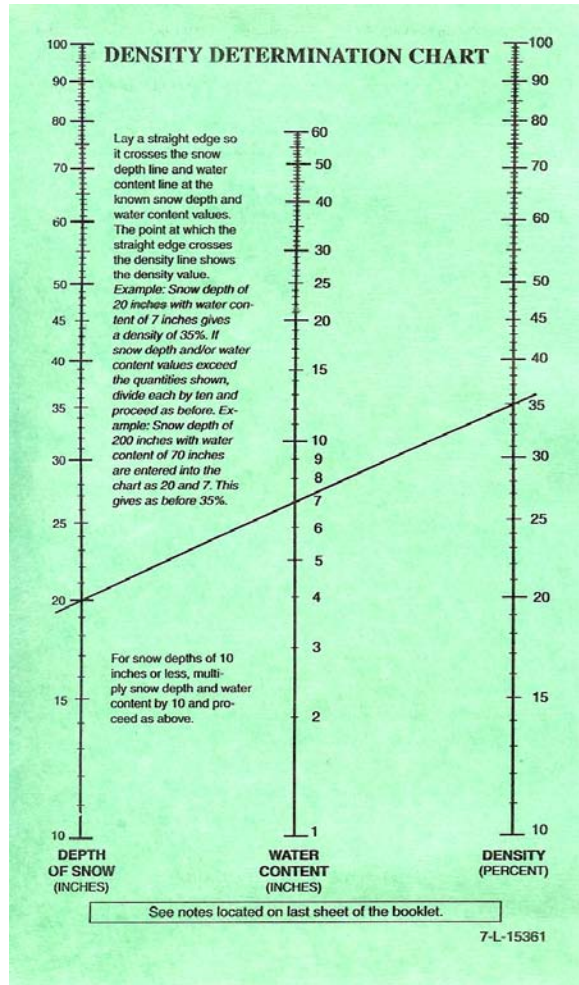 DENSITY DETERMINATION CHART
Lay a straight edge so
it crosses the snow
depth line and water
content line at the
known snow depth and
water content values.
The point at which the
straight edge crosses
the density line shows
the density value.
Example: Snow depth of
20 inches with water con-
tent of 7 inches gives
a density of 35%. If
snow depth and/or water
content values exceed
the quantities shown,
divide each by ten and
proceed as before. Ex-
ample: Snow depth of
200 inches with water
content of 70 inches
are entered into the
chart as 20 and 7. This
gives as before 35%.
For snow depths of 10
inches or less, multi-
ply snow depth and water
content by 10 and pro-
ceed as above.
100
90
80
70
60
50
45
40
35
30
25
20
15
10
DEPTH
OF SNOW
(INCHES)
60
50
40
30
25
20
15
10
9
8
7
6
5
4
3
2
1
WATER
CONTENT
(INCHES)
100
90
80
70
60
50
45
40
35
30
25
20
15
10
DENSITY
(PERCENT)
See notes located on last sheet of the booklet.
7-L-15361